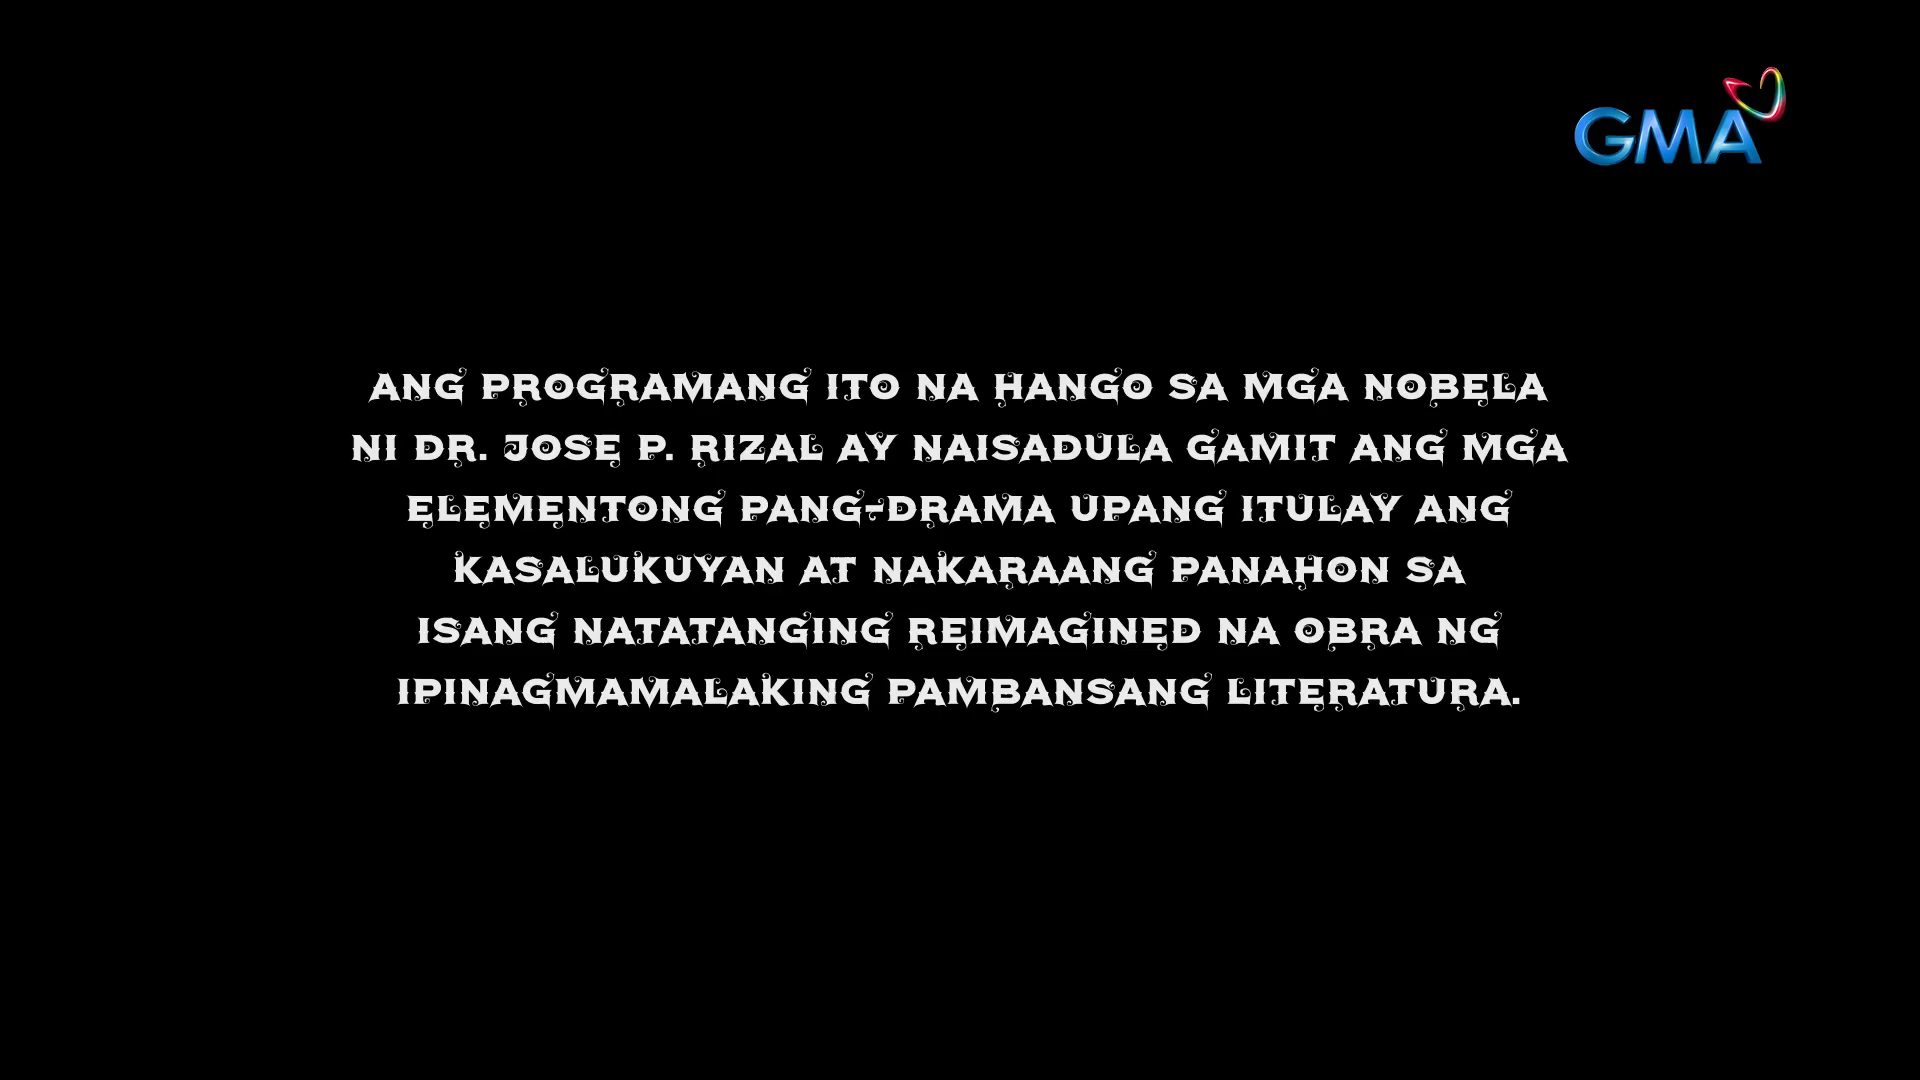 GMA
ANG PROGRAMANG ITO NA HANGO SA MGA NOBELA
NI DR. JOSE P. RIZAL AY NAISADULA GAMIT ANG MGA
ELEMENTONG PANG-DRAMA UPANG ITULAY ANG
KASALUKUYAN AT NAKARAANG PANAHON SA
ISANG NATATANGING REIMAGINED NA OBRA NG
IPINAGMAMALAKING PAMBANSANG LITERATURA.